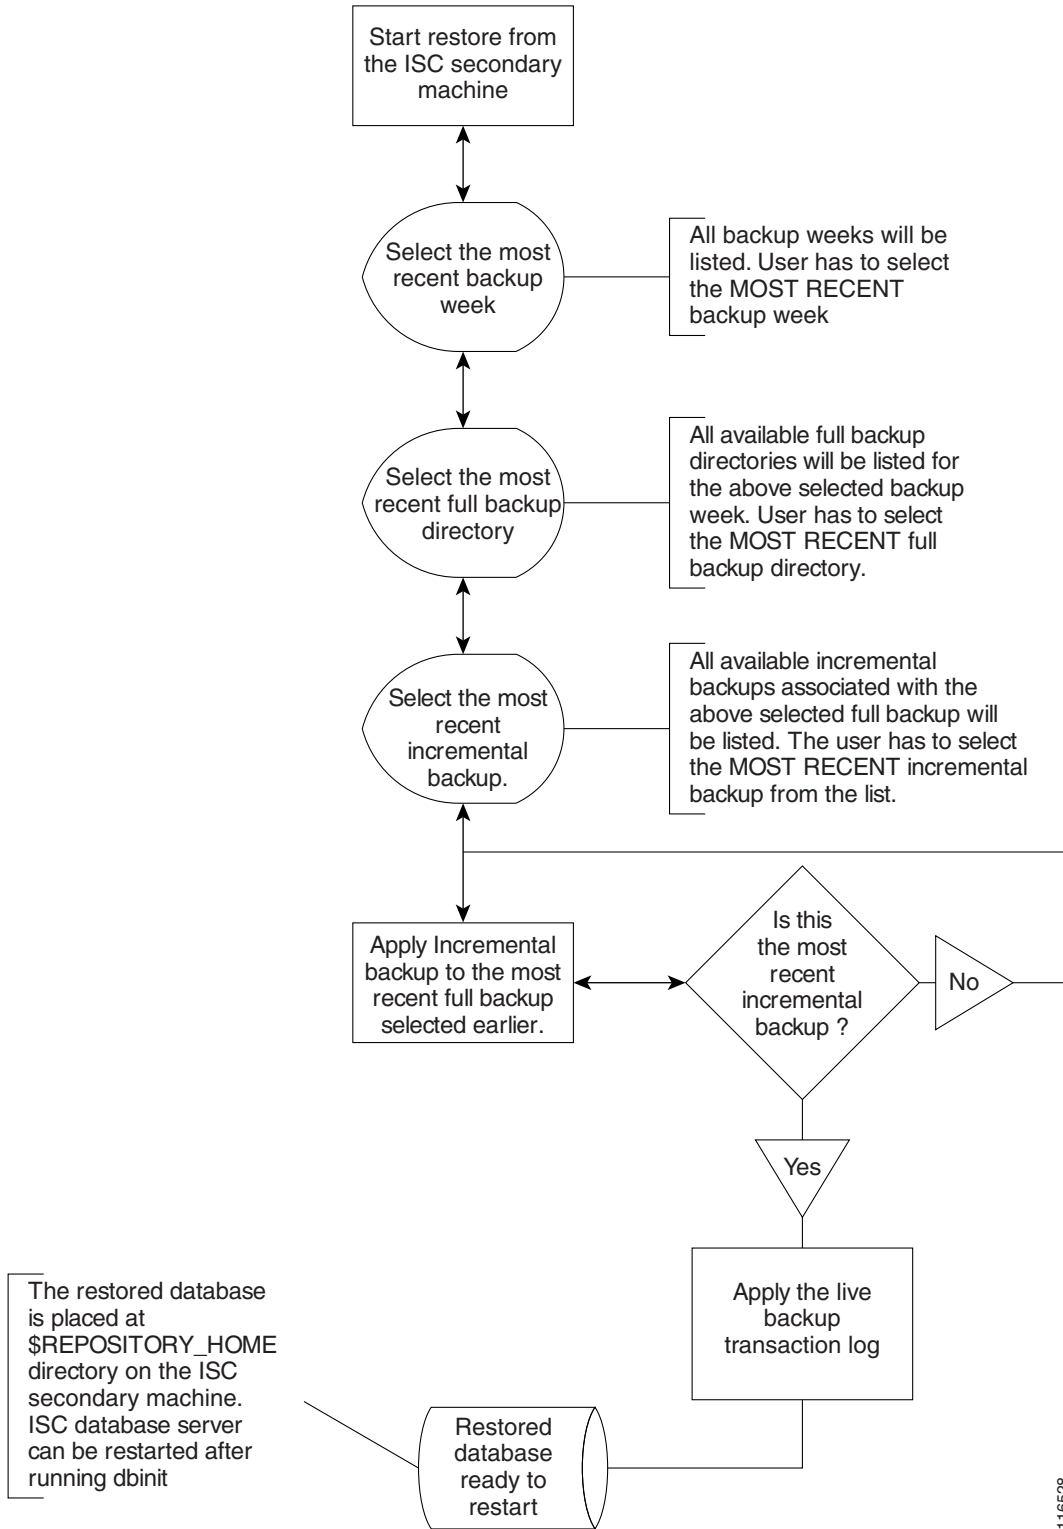 Start restore from
the ISC secondary
machine
Select the most
recent backup
week
All backup weeks will be
listed. User has to select
the MOST RECENT
backup week
Select the most
recent full backup
directory
All available full backup
directories will be listed for
the above selected backup
week. User has to select
the MOST RECENT full
backup directory.
Select the most
recent
incremental
backup.
All available incremental
backups associated with the
above selected full backup will
be listed. The user has to select
the MOST RECENT incremental
backup from the list.
Apply Incremental
backup to the most
recent full backup
selected earlier.
Is this
the most
recent
incremental
backup ?
No
Yes
Apply the live
backup
transaction log
The restored database
is placed at
$REPOSITORY_HOME
directory on the ISC
secondary machine.
ISC database server
can be restarted after
running dbinit
Restored
database
ready to
restart
116528